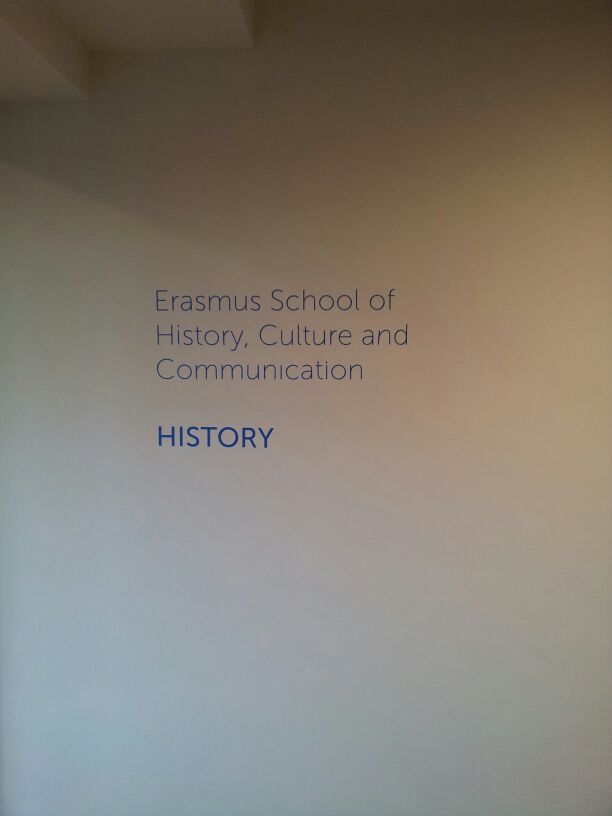 Erasmus School of
History, Culture and
Communication
HISTORY